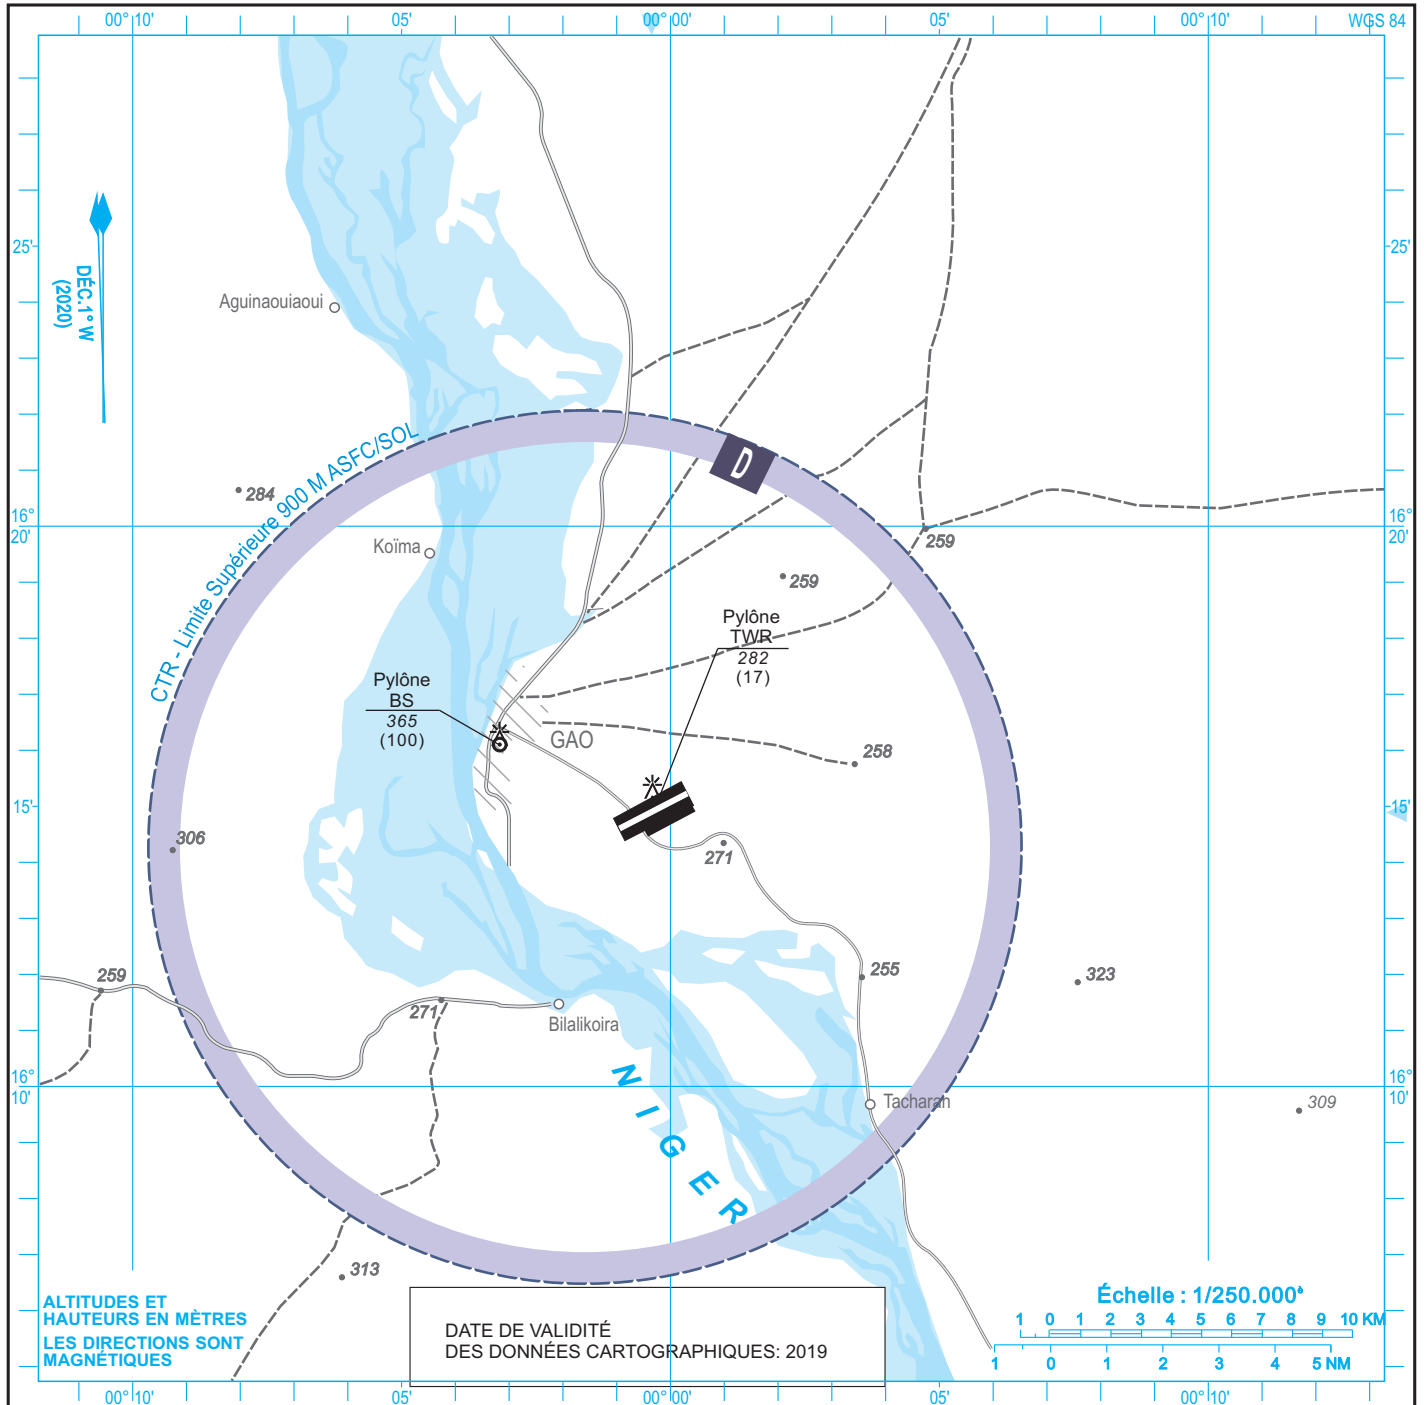 00°10'
05'
00°00'
05'
00°10'
WGS 84
25'
25'
DÉC.1° W
(2020)
Aguinaouiaoui
CTR - Limite Supérieure 900 M ASFC/SOL
D
284
16°
20'
16°
20'
Koïma
259
259
Pylône
TWR
282
(17)
Pylône
BS
365
(100)
GAO
258
15'
15'
306
271
259
271
255
323
Bilalikoira
NIGER
16°
10'
16°
10'
Tacharan
309
313
ALTITUDES ET
HAUTEURS EN MÈTRES
LES DIRECTIONS SONT
MAGNÉTIQUES
DATE DE VALIDITÉ
DES DONNÉES CARTOGRAPHIQUES: 2019
Échelle : 1/250.000è
1 0 1 2 3 4 5 6 7 8 9 10 KM
1 0 1 2 3 4 5 NM
00°10'
05'
00°00'
05'
00°10'